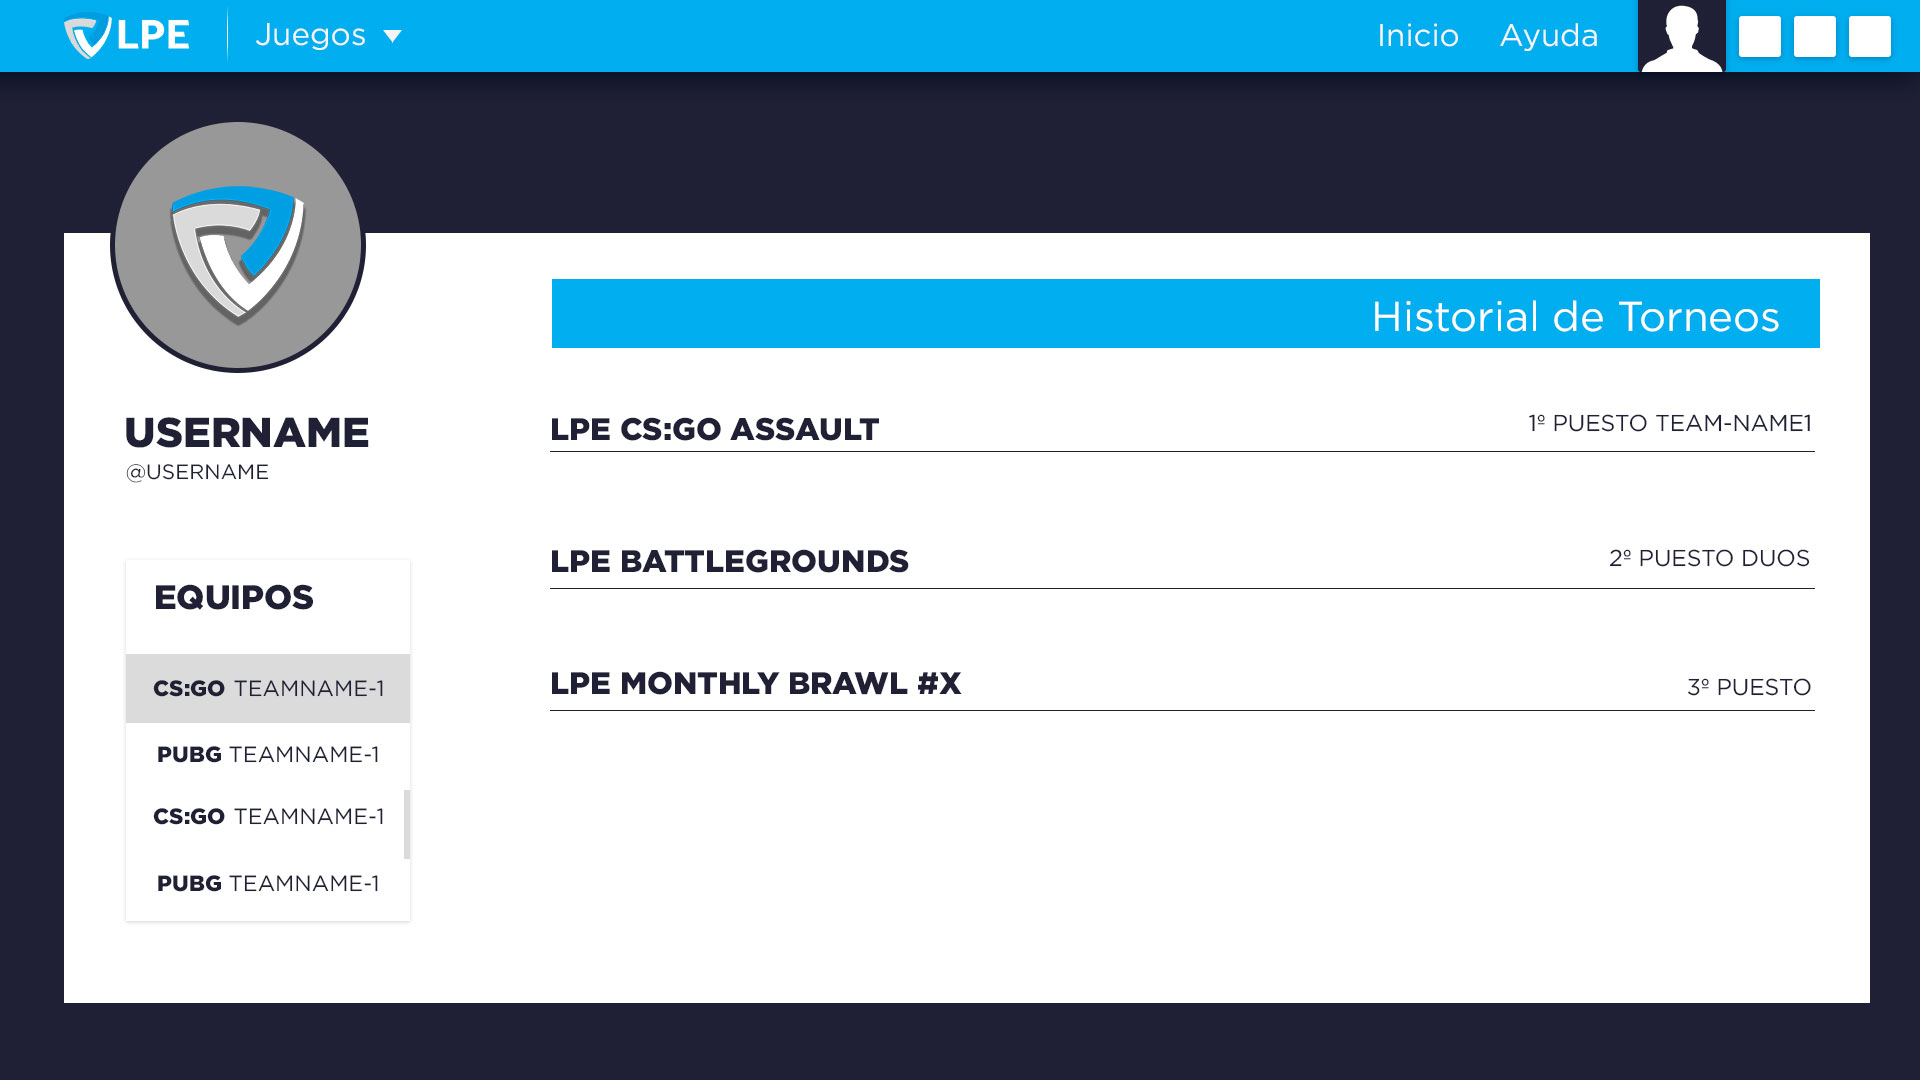 LPE
Juegos
Inicio
Ayuda
Historial de Torneos
USERNAME
@USERNAME
LPE CS:GO ASSAULT
1º PUESTO TEAM-NAME1
LPE BATTLEGROUNDS
2º PUESTO DUOS
LPE MONTHLY BRAWL #X
3º PUESTO
EQUIPOS
CS:GO TEAMNAME-1
PUBG TEAMNAME-1
CS:GO TEAMNAME-1
PUBG TEAMNAME-1